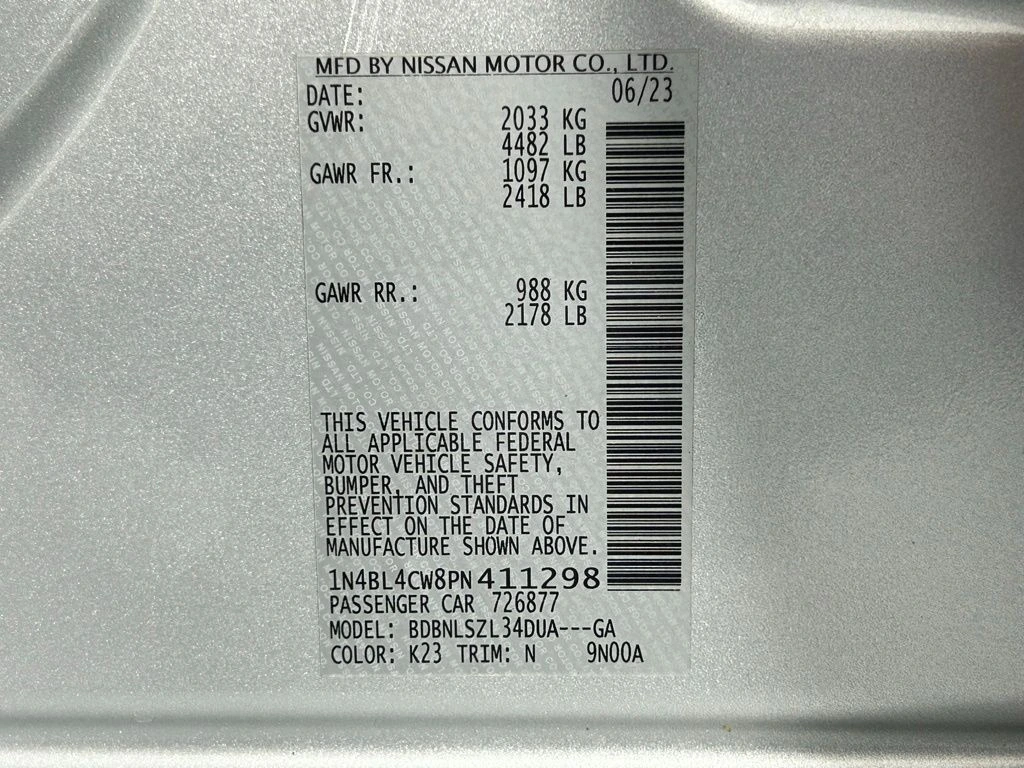 MFD BY NISSAN MOTOR CO., LTD.
DATE: 06/23
GVWR: 2033 KG
4482 LB
GAWR FR.: 1097 KG
2418 LB
GAWR RR.: 988 KG
2178 LB
THIS VEHICLE CONFORMS TO
ALL APPLICABLE FEDERAL
MOTOR VEHICLE SAFETY,
BUMPER, AND THEFT
PREVENTION STANDARDS IN
EFFECT ON THE DATE OF
MANUFACTURE SHOWN ABOVE.
1N4BL4CW8PN411298
PASSENGER CAR 726877
MODEL: BDBNLSZL34DUA---GA
COLOR: K23 TRIM: N 9N00A